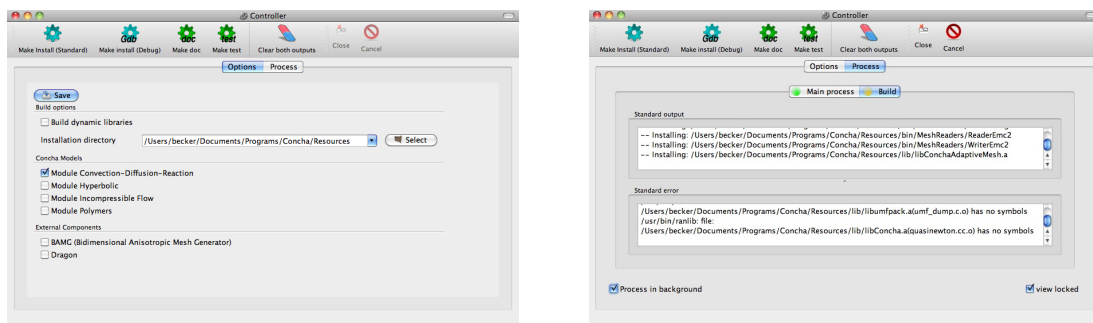 Controller
Gdb doc test
Make Install (Standard) Make install (Debug) Make doc Make test Clear both outputs Close Cancel
Options Process
Save
Build options
Build dynamic libraries
Installation directory /Users/becker/Documents/Programs/Concha/Resources Select
Concha Models
Module Convection-Diffusion-Reaction
Module Hyperbolic
Module Incompressible Flow
Module Polymers
External Components
BAMG (Bidimensional Anisotropic Mesh Generator)
Dragon
Controller
Gdb doc test
Make Install (Standard) Make install (Debug) Make doc Make test Clear both outputs Close Cancel
Options Process
Main process Build
Standard output
-- Installing: /Users/becker/Documents/Programs/Concha/Resources/bin/MeshReaders/ReaderEmc2
-- Installing: /Users/becker/Documents/Programs/Concha/Resources/bin/MeshReaders/WriterEmc2
-- Installing: /Users/becker/Documents/Programs/Concha/Resources/lib/libConchaAdaptiveMesh.a
Standard error
/Users/becker/Documents/Programs/Concha/Resources/lib/libumfpack.a(umf_dump.c.o) has no symbols
/usr/bin/ranlib: file:
/Users/becker/Documents/Programs/Concha/Resources/lib/libConcha.a(quasinewton.cc.o) has no symbols
Process in background view locked